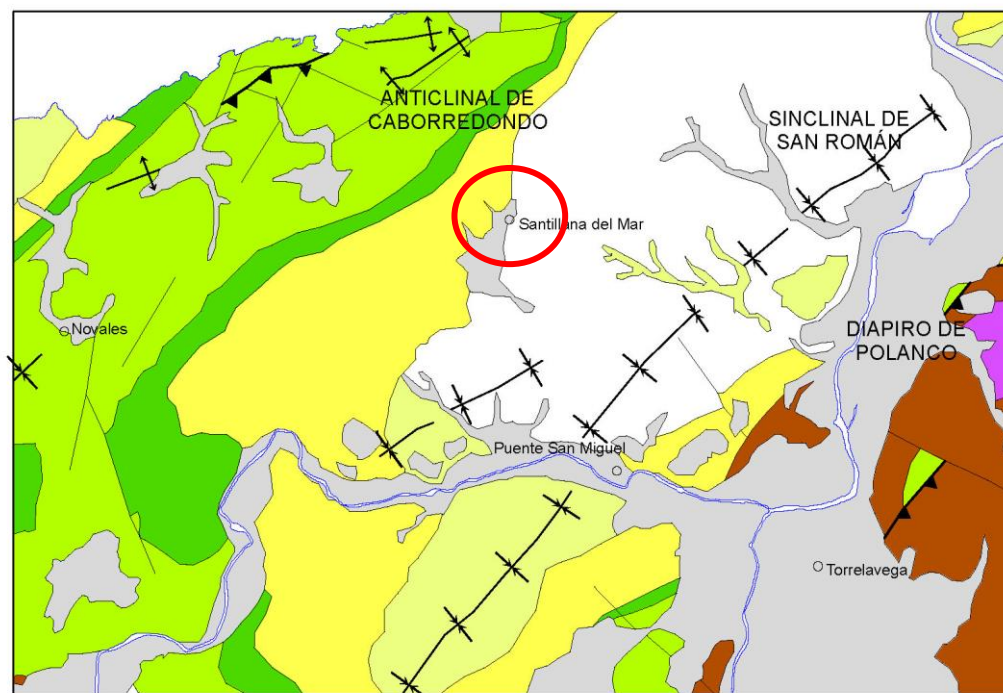 ANTICLINAL DE
CABORREDONDO
SINCLINAL DE
SAN ROMÁN
Santillana del Mar
Novales
DIAPIRO DE
POLANCO
Puente San Miguel
Torrelavega